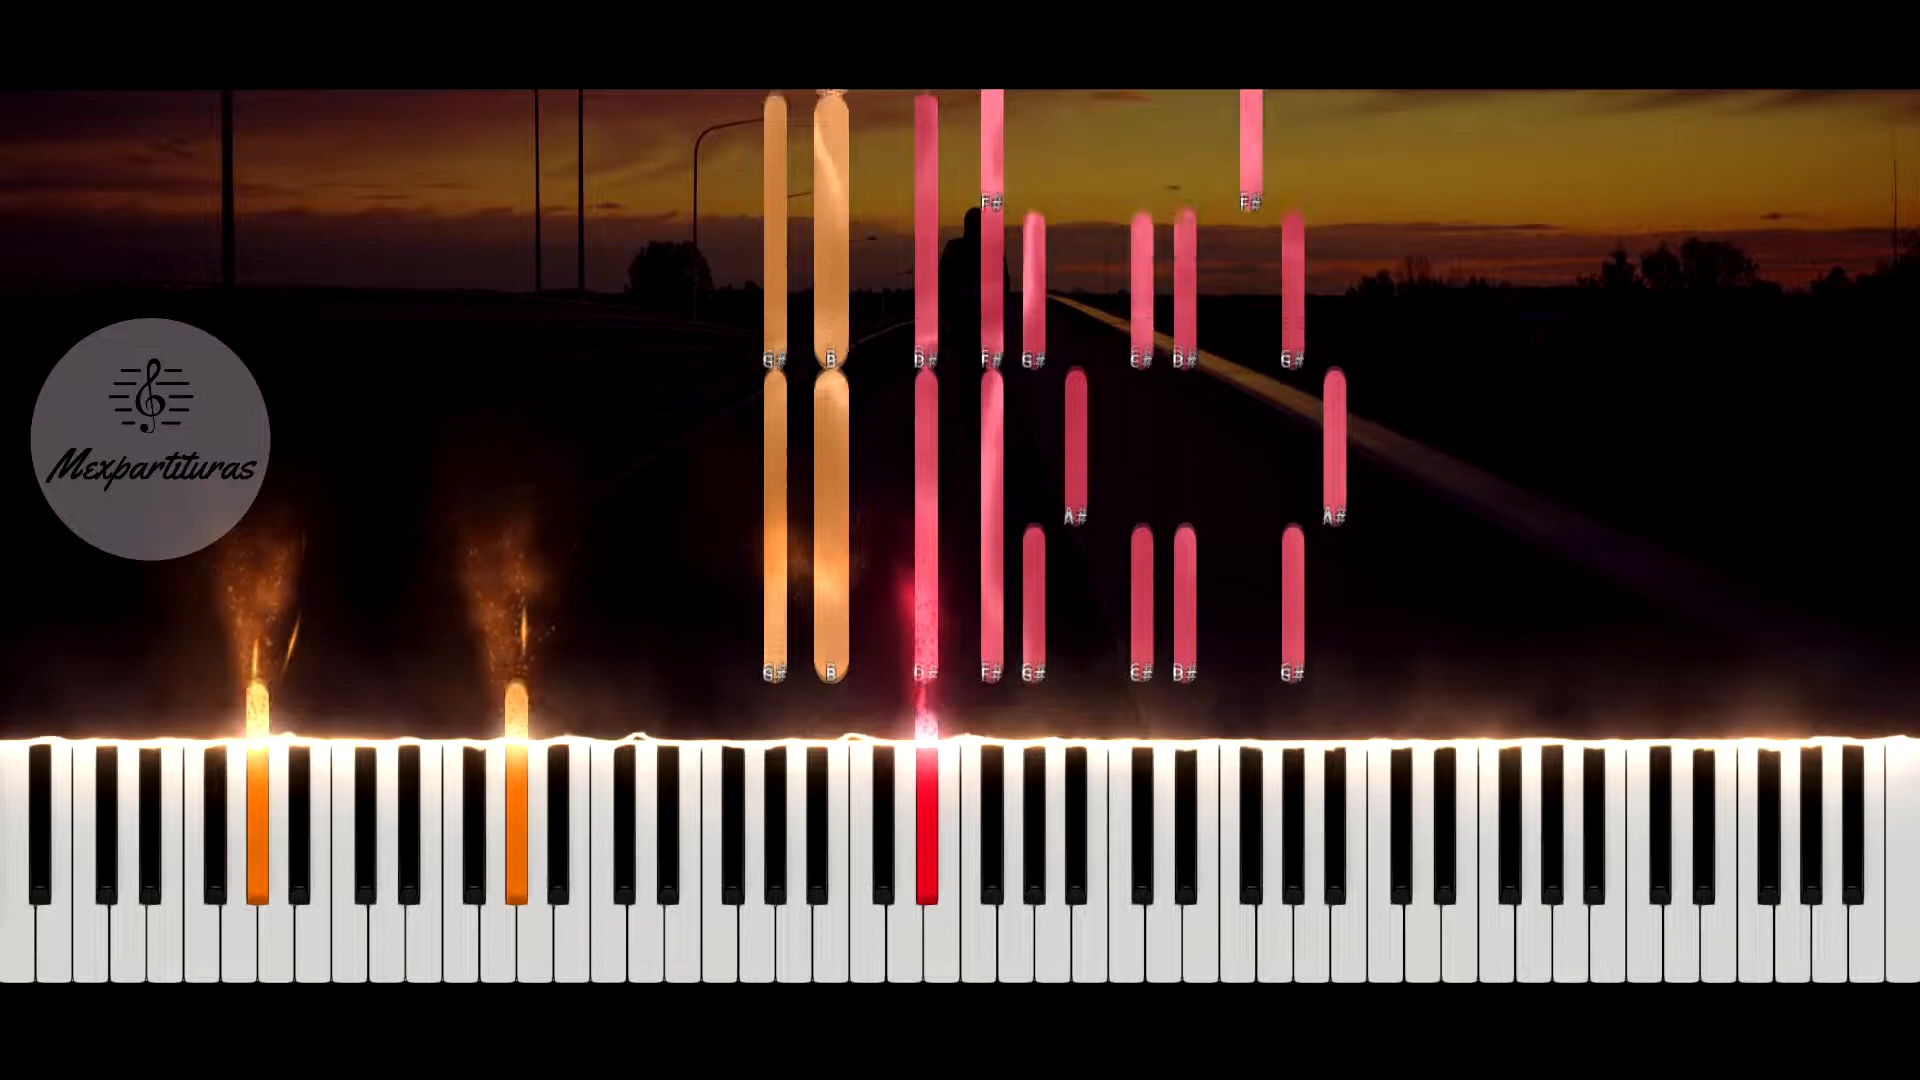 F# F#
G# B D# F# G# C# D# G#
A# A#
G# B D# F# G# C# D# G#
Mexpartituras